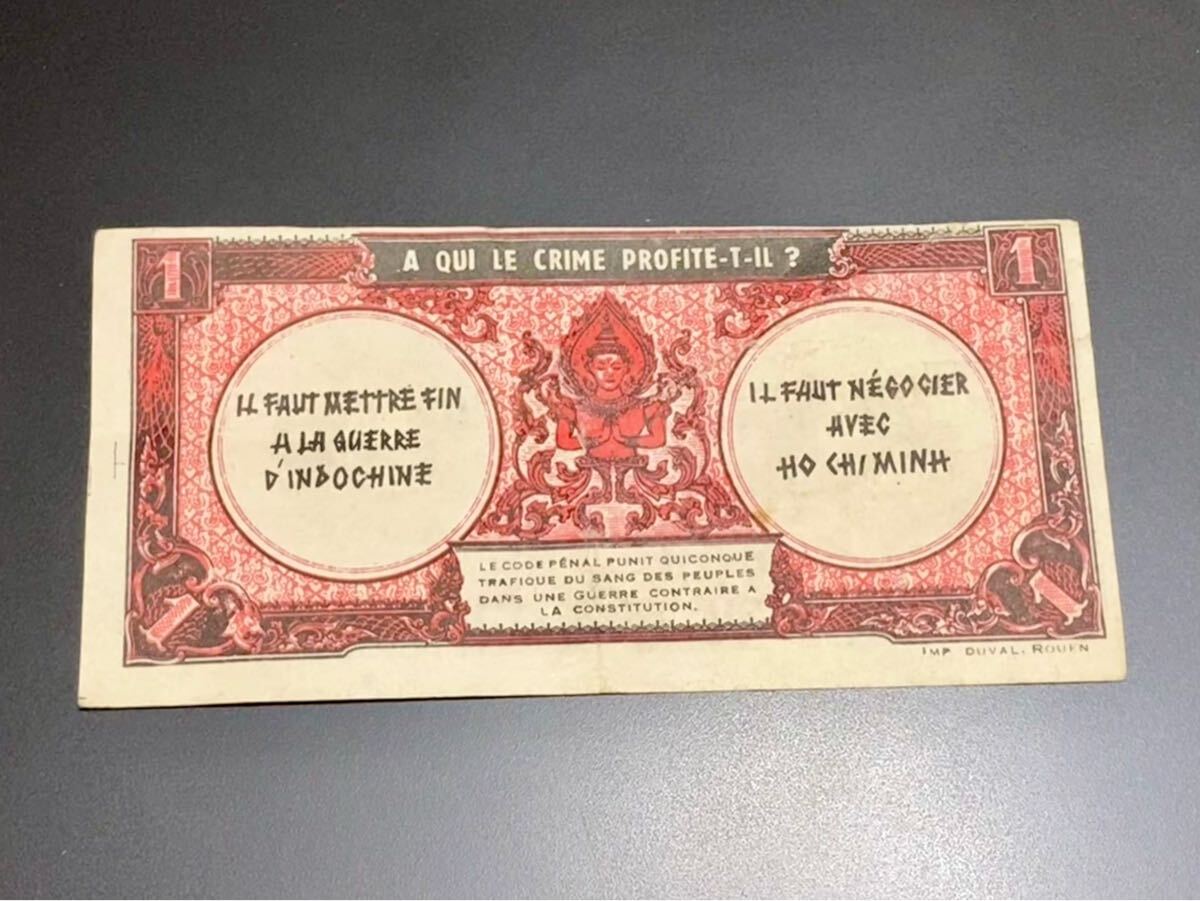 1
A QUI LE CRIME PROFITE-T-IL ?
1
IL FAUT METTRE FIN
A LA GUERRE
D'INDOCHINE
IL FAUT NÉGOCIER
AVEC
HO CHI MINH
LE CODE PÉNAL PUNIT QUICONQUE
TRAFIQUE DU SANG DES PEUPLES
DANS UNE GUERRE CONTRAIRE A
LA CONSTITUTION.
1
1
IMP. DUVAL. ROUEN